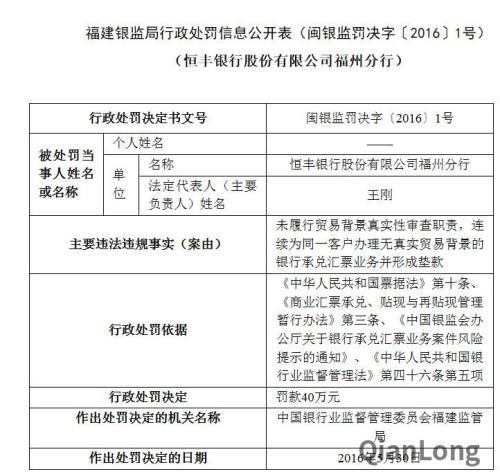 福建银监局行政处罚信息公开表（闽银监罚决字〔2016〕1号）
（恒丰银行股份有限公司福州分行）
行政处罚决定书文号
闽银监罚决字〔2016〕1号
被处罚当
事人姓名
或名称
个人姓名
——
单
位
名称
恒丰银行股份有限公司福州分行
法定代表人（主要
负责人）姓名
王刚
主要违法违规事实（案由）
未履行贸易背景真实性审查职责，连
续为同一客户办理无真实贸易背景的
银行承兑汇票业务并形成垫款
行政处罚依据
《中华人民共和国票据法》第十条、
《商业汇票承兑、贴现与再贴现管理
暂行办法》第三条、《中国银监会办
公厅关于银行承兑汇票业务案件风险
提示的通知》、《中华人民共和国银
行业监督管理法》第四十六条第五项
行政处罚决定
罚款40万元
作出处罚决定的机关名称
中国银行业监督管理委员会福建监管
局
作出处罚决定的日期
2016年5月30日
QianLong